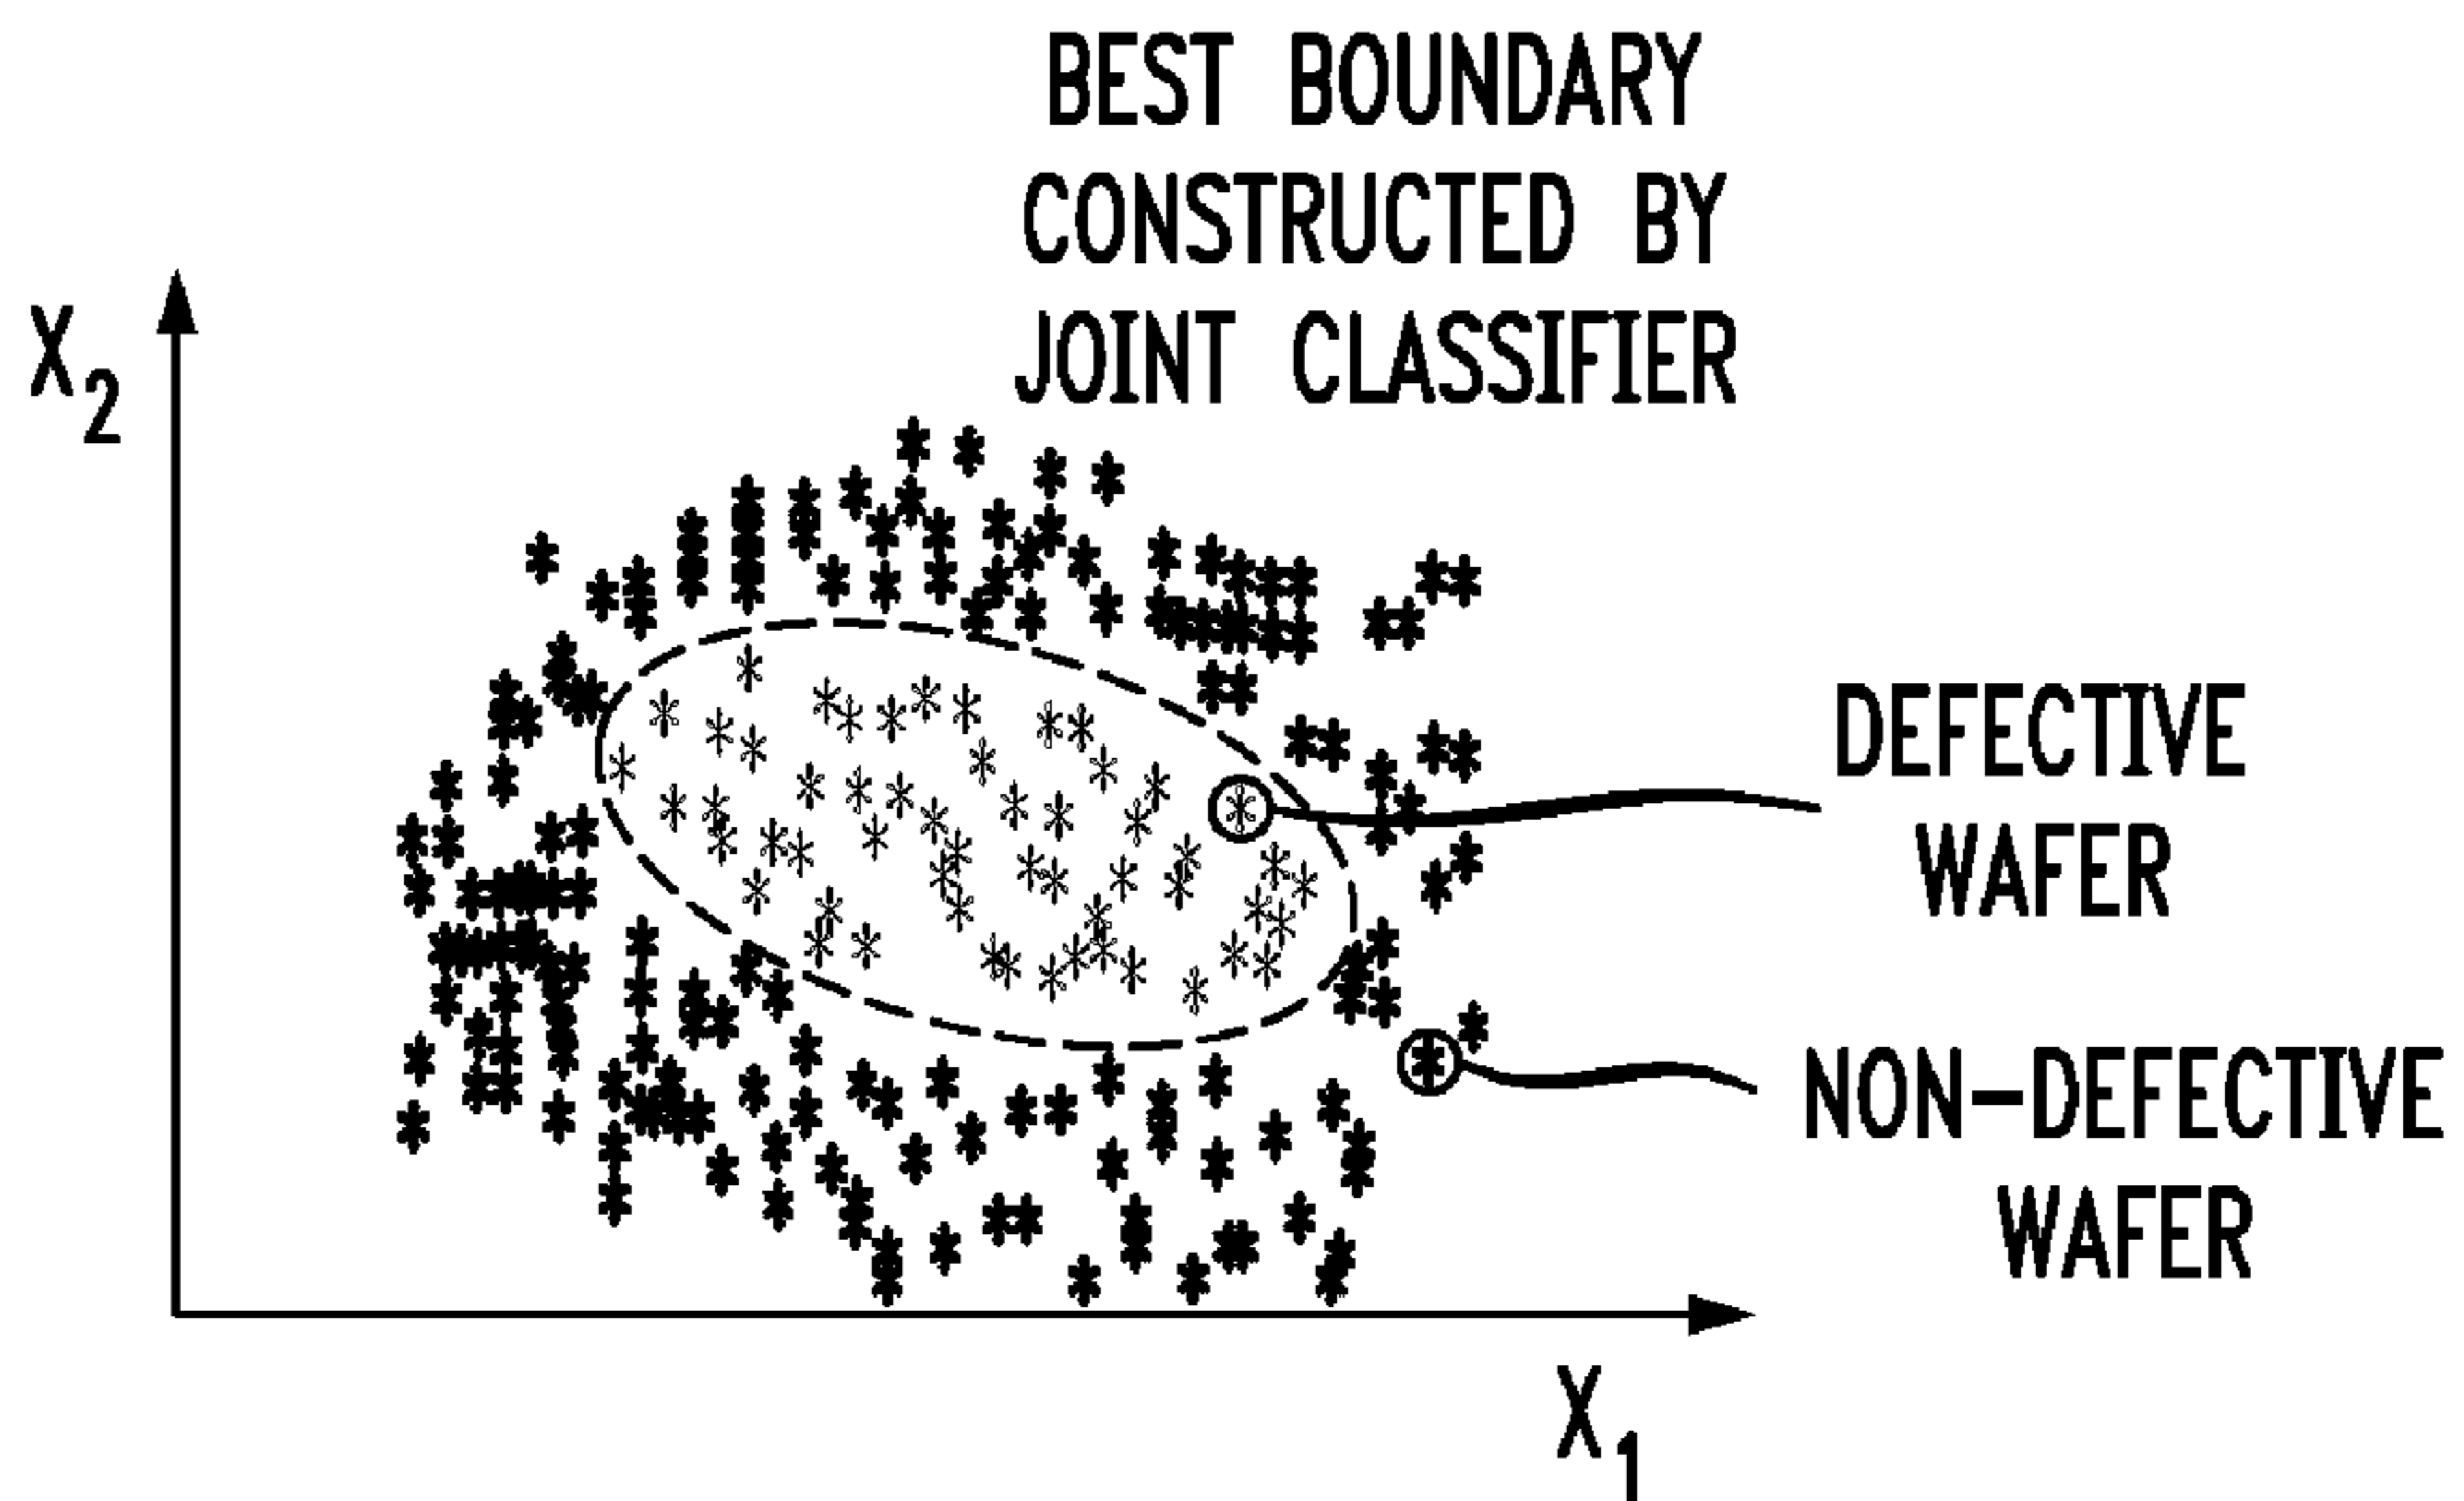 BEST BOUNDARY
CONSTRUCTED BY
JOINT CLASSIFIER
X2
DEFECTIVE
WAFER
NON-DEFECTIVE
WAFER
X1